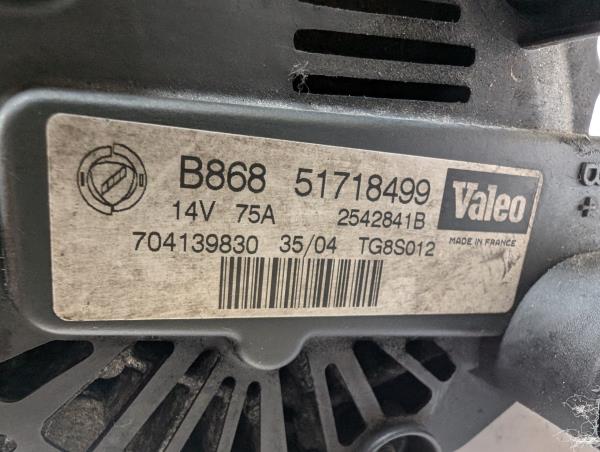 B868 51718499 Valeo
14V 75A 2542841B
MADE IN FRANCE
704139830 35/04 TG8S012
B+